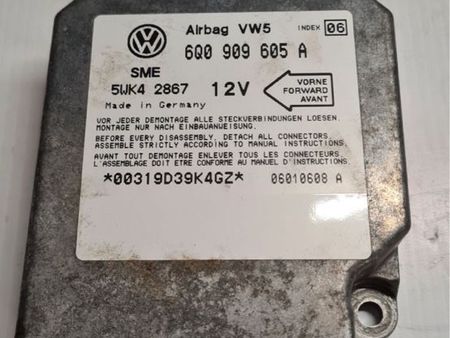 Airbag VW5 INDEX 06
6Q0 909 605 A
SME
5WK4 2867 12V
VORNE
FORWARD
AVANT
Made in Germany
VOR JEDER DEMONTAGE ALLE STECKVERBINDUNGEN LOESEN.
MONTAGE NUR NACH EINBAUANWEISUNG.
BEFORE EVERY DISASSEMBLY, DETACH ALL CONNECTORS.
ASSEMBLE STRICTLY ACCORDING TO MANUAL INSTRUCTIONS.
AVANT TOUT DEMONTAGE ENLEVER TOUS LES CONNECTEURS.
L'ASSEMBLAGE DOIT ETRE CONFORME AU MANUEL D'INSTRUCTIONS.
*00319D39K4GZ* 06010608 A